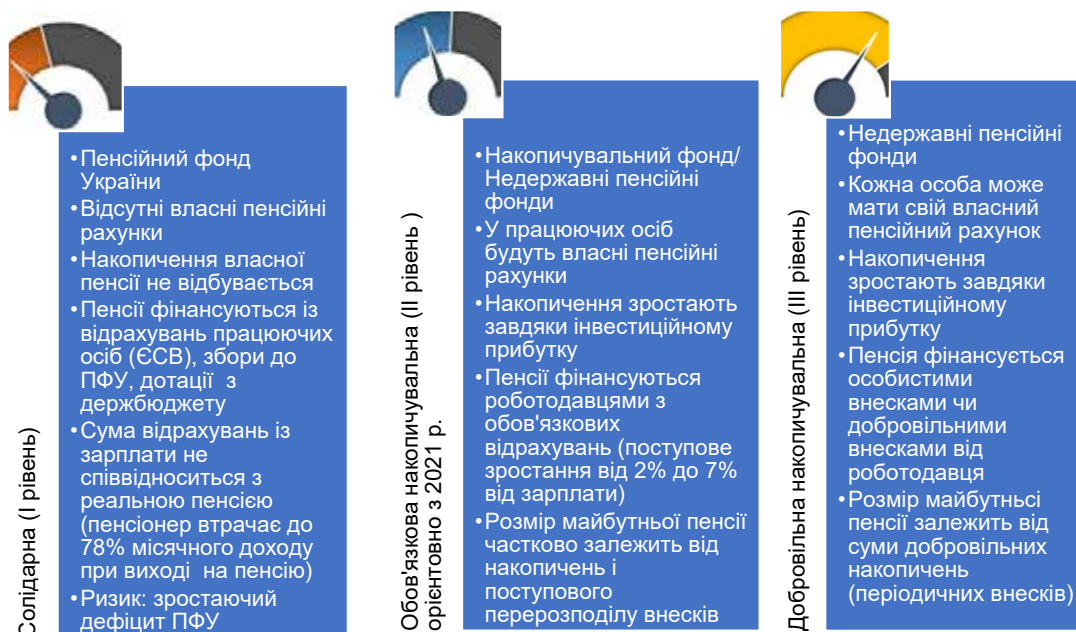 Солідарна (І рівень)
•Пенсійний фонд
України
•Відсутні власні пенсійні
рахунки
•Накопичення власної
пенсії не відбувається
•Пенсії фінансуються із
відрахувань працюючих
осіб (ЄСВ), збори до
ПФУ, дотації з
держбюджету
•Сума відрахувань із
зарплати не
співвідноситься з
реальною пенсією
(пенсіонер втрачає до
78% місячного доходу
при виході на пенсію)
•Ризик: зростаючий
дефіцит ПФУ
Обов'язкова накопичувальна (ІІ рівень )
орієнтовно з 2021 р.
•Накопичувальний фонд/
Недержавні пенсійні
фонди
•У працюючих осіб
будуть власні пенсійні
рахунки
•Накопичення зростають
завдяки інвестиційному
прибутку
•Пенсії фінансуються
роботодавцями з
обов'язкових
відрахувань (поступове
зростання від 2% до 7%
від зарплати)
•Розмір майбутньої пенсії
частково залежить від
накопичень і
поступового
перерозподілу внесків
Добровільна накопичувальна (ІІІ рівень)
•Недержавні пенсійні
фонди
•Кожна особа може
мати свій власний
пенсійний рахунок
•Накопичення
зростають завдяки
інвестиційному
прибутку
•Пенсія фінансується
особистими
внесками чи
добровільними
внесками від
роботодавця
•Розмір майбутньсі
пенсії залежить від
суми добровільних
накопичень
(періодичних внесків)